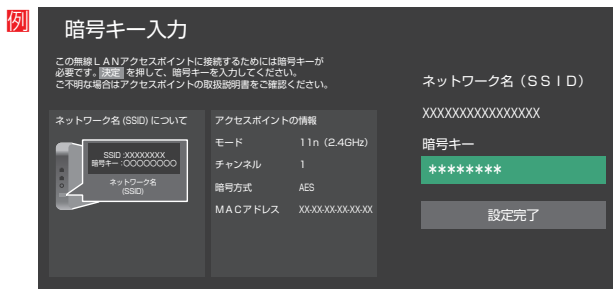 例
暗号キー入力
この無線LANアクセスポイントに接続するためには暗号キーが
必要です。決定 を押して、暗号キーを入力してください。
ご不明な場合はアクセスポイントの取扱説明書をご確認ください。
ネットワーク名 (SSID) について
SSID :XXXXXXXX
暗号キー :○○○○○○○○
ネットワーク名
(SSID)
アクセスポイントの情報
モード 11n (2.4GHz)
チャンネル 1
暗号方式 AES
MACアドレス XX-XX-XX-XX-XX-XX
ネットワーク名(SSID)
XXXXXXXXXXXXXXXX
暗号キー
********
設定完了